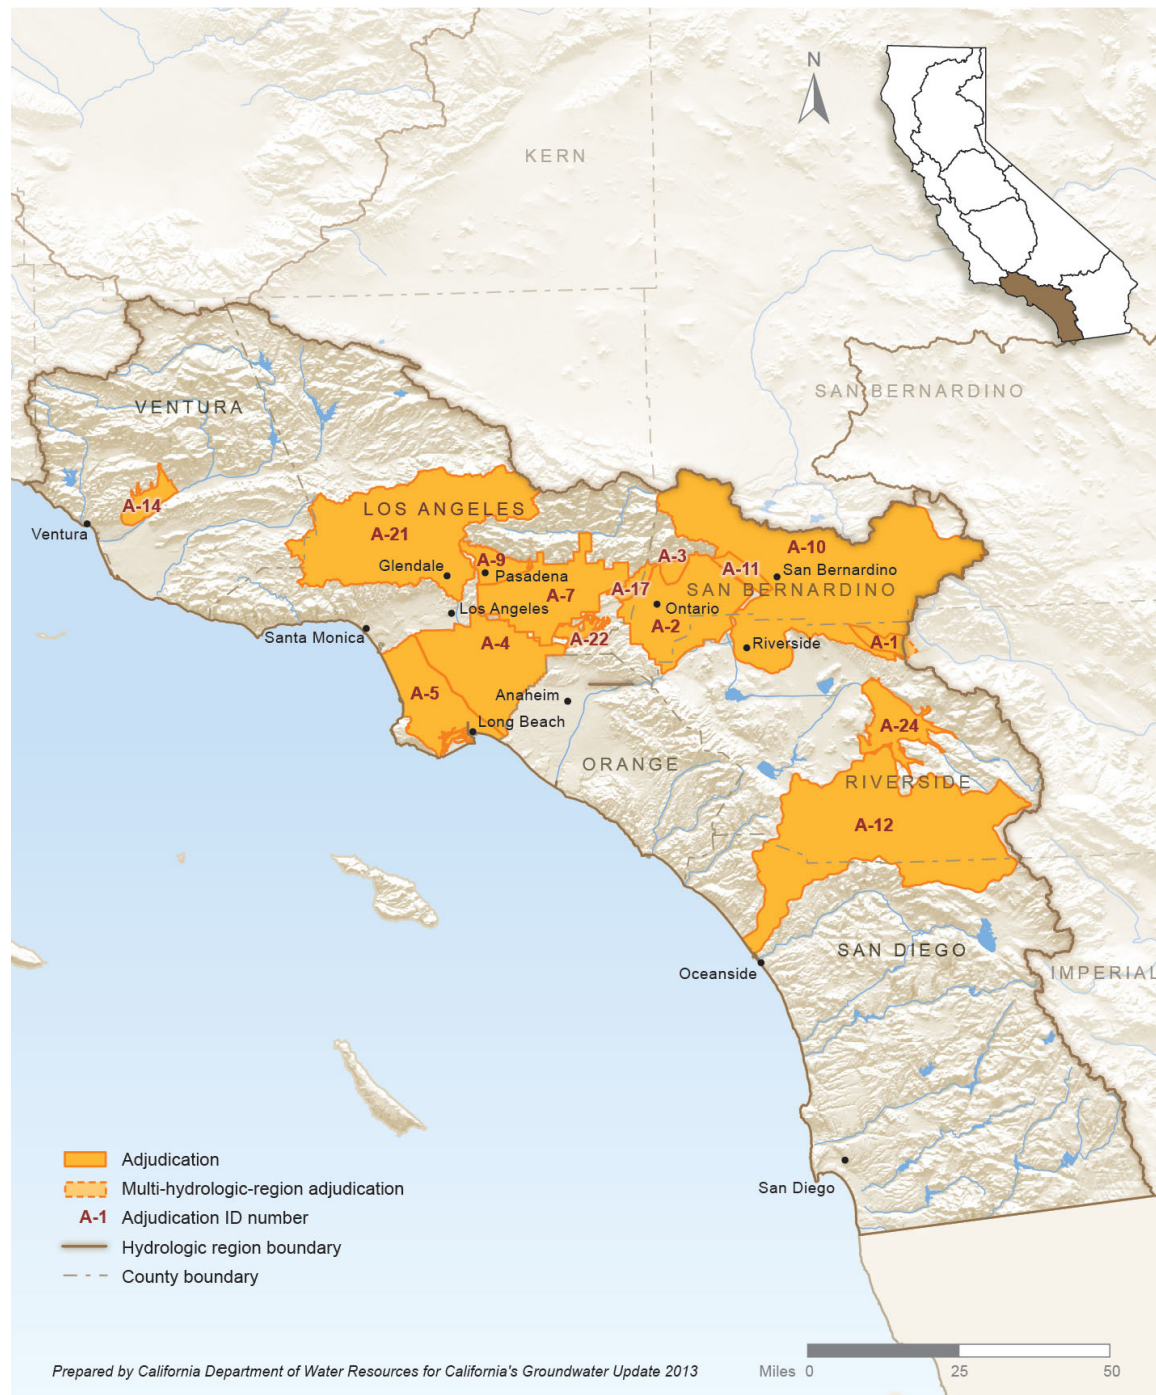 N
KERN
SAN BERNARDINO
VENTURA
A-14
Ventura
LOS ANGELES
A-21
Glendale
A-9
Pasadena
A-7
Los Angeles
Santa Monica
A-3
A-10
A-11
San Bernardino
A-17
SAN BERNARDINO
Ontario
A-2
A-22
A-4
Riverside
A-1
A-5
Anaheim
Long Beach
A-24
ORANGE
RIVERSIDE
A-12
SAN DIEGO
Oceanside
IMPERIAL
San Diego
Adjudication
Multi-hydrologic-region adjudication
A-1 Adjudication ID number
Hydrologic region boundary
County boundary
Prepared by California Department of Water Resources for California's Groundwater Update 2013
Miles 0 25 50